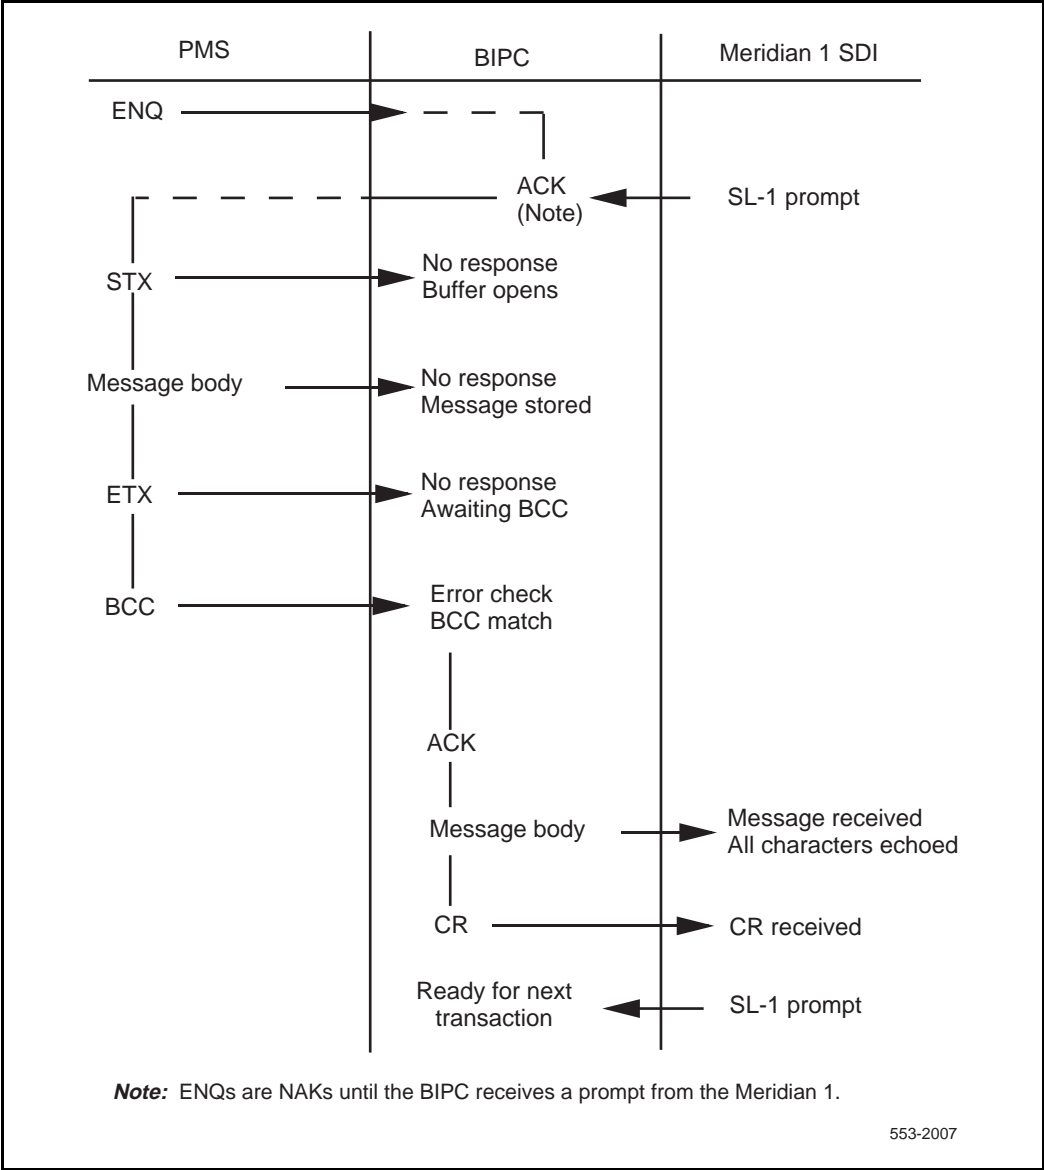 PMS
BIPC
Meridian 1 SDI
ENQ
ACK
(Note)
SL-1 prompt
STX
No response
Buffer opens
Message body
No response
Message stored
ETX
No response
Awaiting BCC
BCC
Error check
BCC match
ACK
Message body
Message received
All characters echoed
CR
CR received
Ready for next
transaction
SL-1 prompt
Note: ENQs are NAKs until the BIPC receives a prompt from the Meridian 1.
553-2007